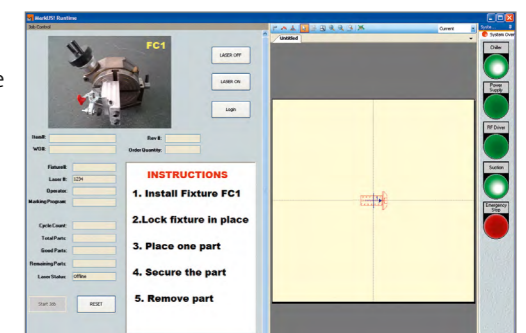 e
MarkDSI Runtime
Job Control
FC1
LASER OFF
LASER ON
Login
Item#:
Rev #:
WO#:
Order Quantity:
Fixture#:
Laser #: 1234
Operator:
Marking Program:
Cycle Count:
Total Parts:
Good Parts:
Remaining Parts:
Laser Status: Offline
Start Job
RESET
INSTRUCTIONS
1. Install Fixture FC1
2.Lock fixture in place
3. Place one part
4. Secure the part
5. Remove part
Untitled
Current
System Over
Chiller
Power Supply
RF Driver
Suction
Emergency Stop